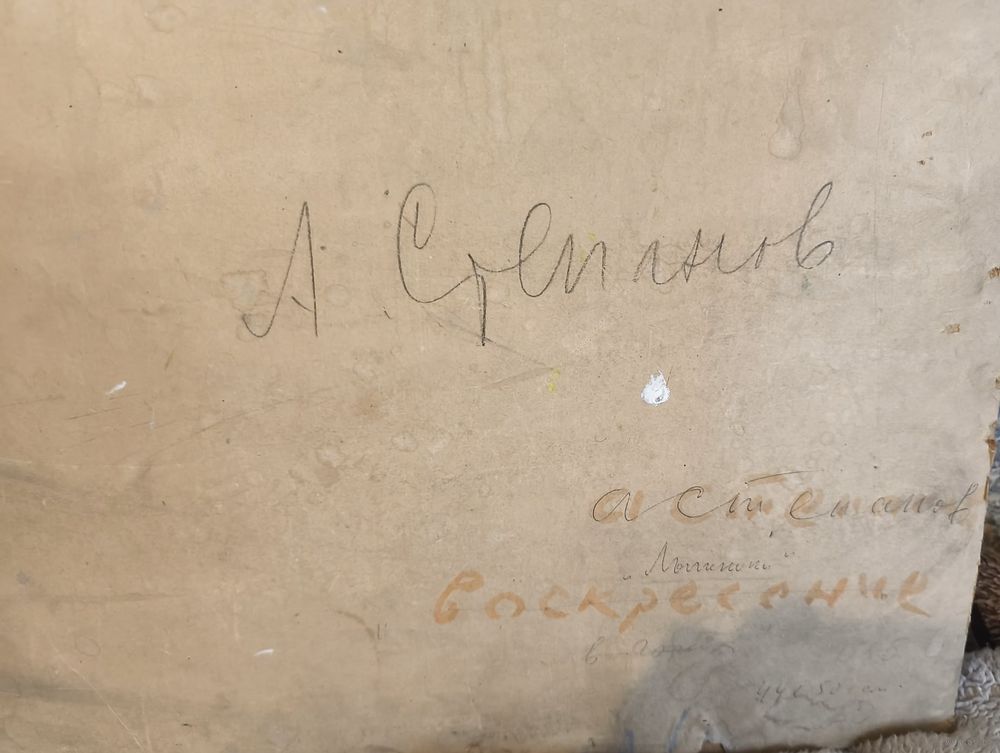 А. Степанов
а степанов
"Лыжники"
воскресение
в